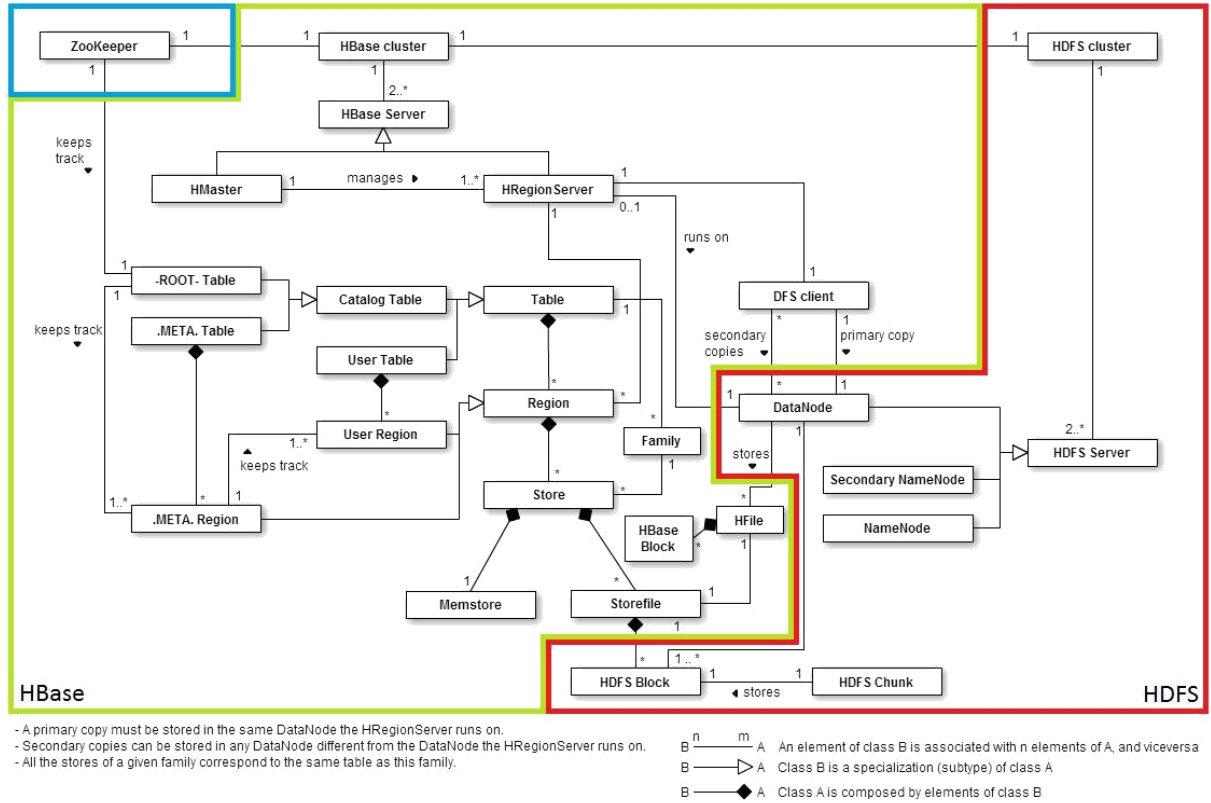 ZooKeeper
1
1
HBase cluster
1
1
HDFS cluster
1
1
1
2..*
HBase Server
keeps
track
HMaster
1
manages
1..*
HRegionServer
1
0..1
1
runs on
1
-ROOT- Table
1
Catalog Table
Table
1
1
DFS client
keeps track
.META. Table
User Table
*
1
secondary
copies
primary copy
*
*
Region
*
*
1
1
DataNode
*
1
User Region
1..*
keeps track
*
Family
1
stores
2..*
HDFS Server
1..*
*
1
*
Store
*
Secondary NameNode
.META. Region
*
HFile
1
HBase
Block
*
NameNode
1
Memstore
*
Storefile
1
1
*
1..*
HDFS Block
1
1
HDFS Chunk
stores
HBase
HDFS
- A primary copy must be stored in the same DataNode the HRegionServer runs on.
- Secondary copies can be stored in any DataNode different from the DataNode the HRegionServer runs on.
- All the stores of a given family correspond to the same table as this family.
n m
B A An element of class B is associated with n elements of A, and viceversa
B A Class B is a specialization (subtype) of class A
B A Class A is composed by elements of class B